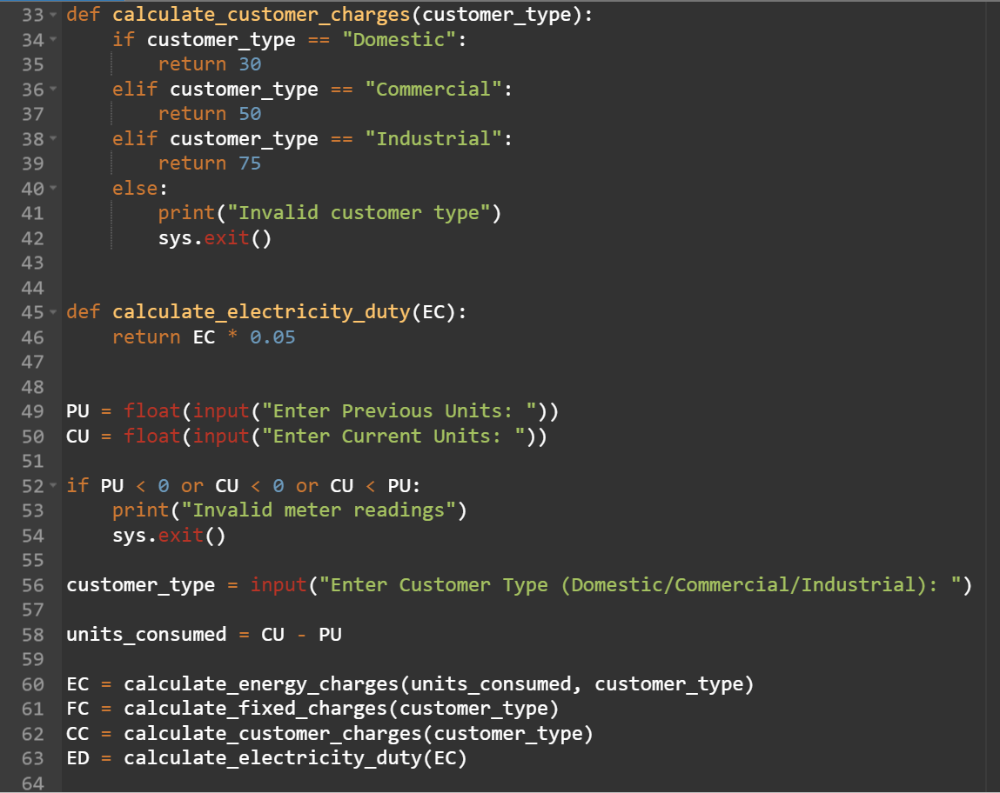 33 def calculate_customer_charges(customer_type):
34     if customer_type == "Domestic":
35         return 30
36     elif customer_type == "Commercial":
37         return 50
38     elif customer_type == "Industrial":
39         return 75
40     else:
41         print("Invalid customer type")
42         sys.exit()
43
44
45 def calculate_electricity_duty(EC):
46     return EC * 0.05
47
48
49 PU = float(input("Enter Previous Units: "))
50 CU = float(input("Enter Current Units: "))
51
52 if PU < 0 or CU < 0 or CU < PU:
53     print("Invalid meter readings")
54     sys.exit()
55
56 customer_type = input("Enter Customer Type (Domestic/Commercial/Industrial): ")
57
58 units_consumed = CU - PU
59
60 EC = calculate_energy_charges(units_consumed, customer_type)
61 FC = calculate_fixed_charges(customer_type)
62 CC = calculate_customer_charges(customer_type)
63 ED = calculate_electricity_duty(EC)
64